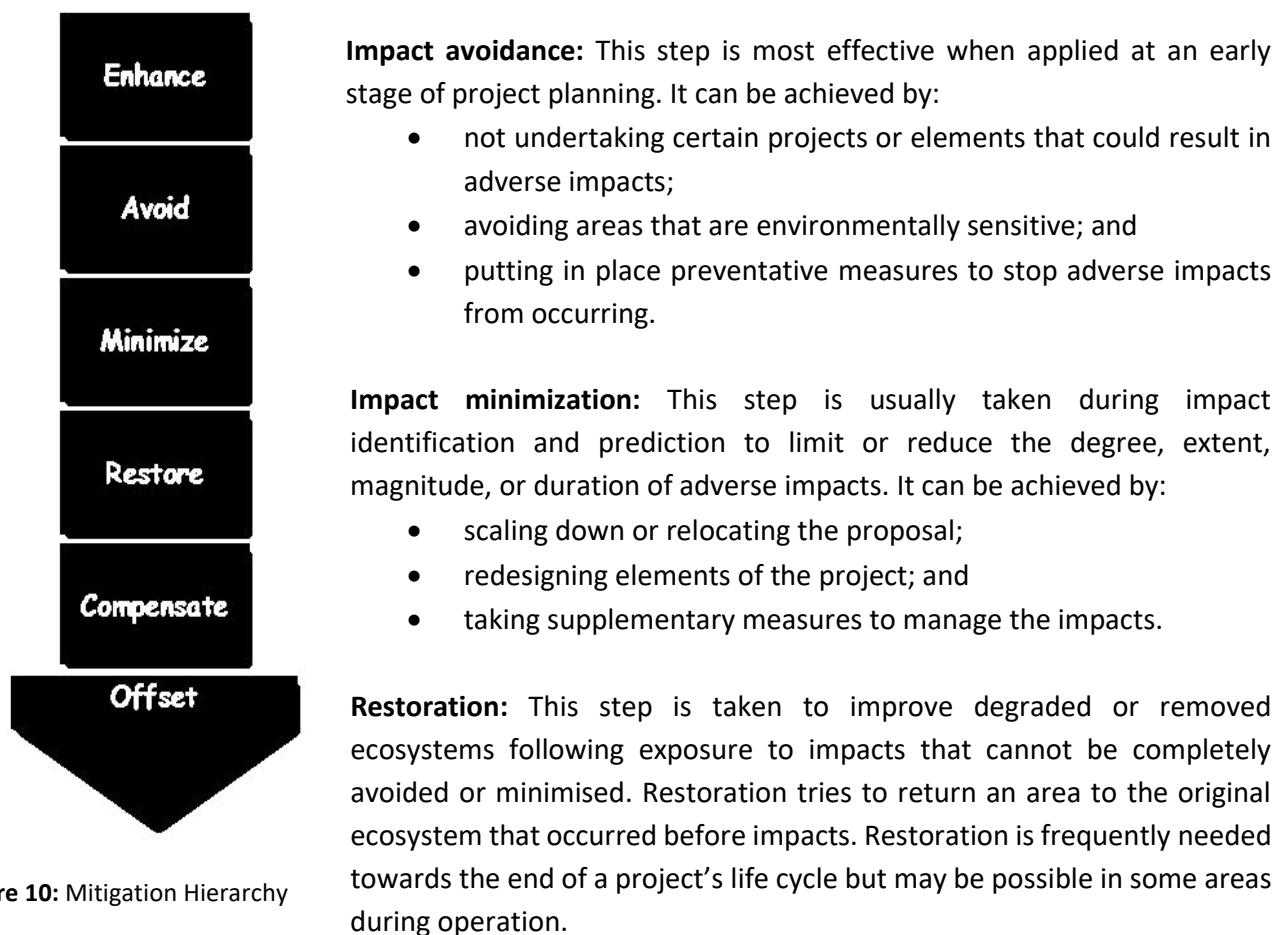 Enhance
Avoid
Minimize
Restore
Compensate
Offset
re 10: Mitigation Hierarchy
Impact avoidance: This step is most effective when applied at an early
stage of project planning. It can be achieved by:
• not undertaking certain projects or elements that could result in
adverse impacts;
• avoiding areas that are environmentally sensitive; and
• putting in place preventative measures to stop adverse impacts
from occurring.
Impact minimization: This step is usually taken during impact
identification and prediction to limit or reduce the degree, extent,
magnitude, or duration of adverse impacts. It can be achieved by:
• scaling down or relocating the proposal;
• redesigning elements of the project; and
• taking supplementary measures to manage the impacts.
Restoration: This step is taken to improve degraded or removed
ecosystems following exposure to impacts that cannot be completely
avoided or minimised. Restoration tries to return an area to the original
ecosystem that occurred before impacts. Restoration is frequently needed
towards the end of a project’s life cycle but may be possible in some areas
during operation.